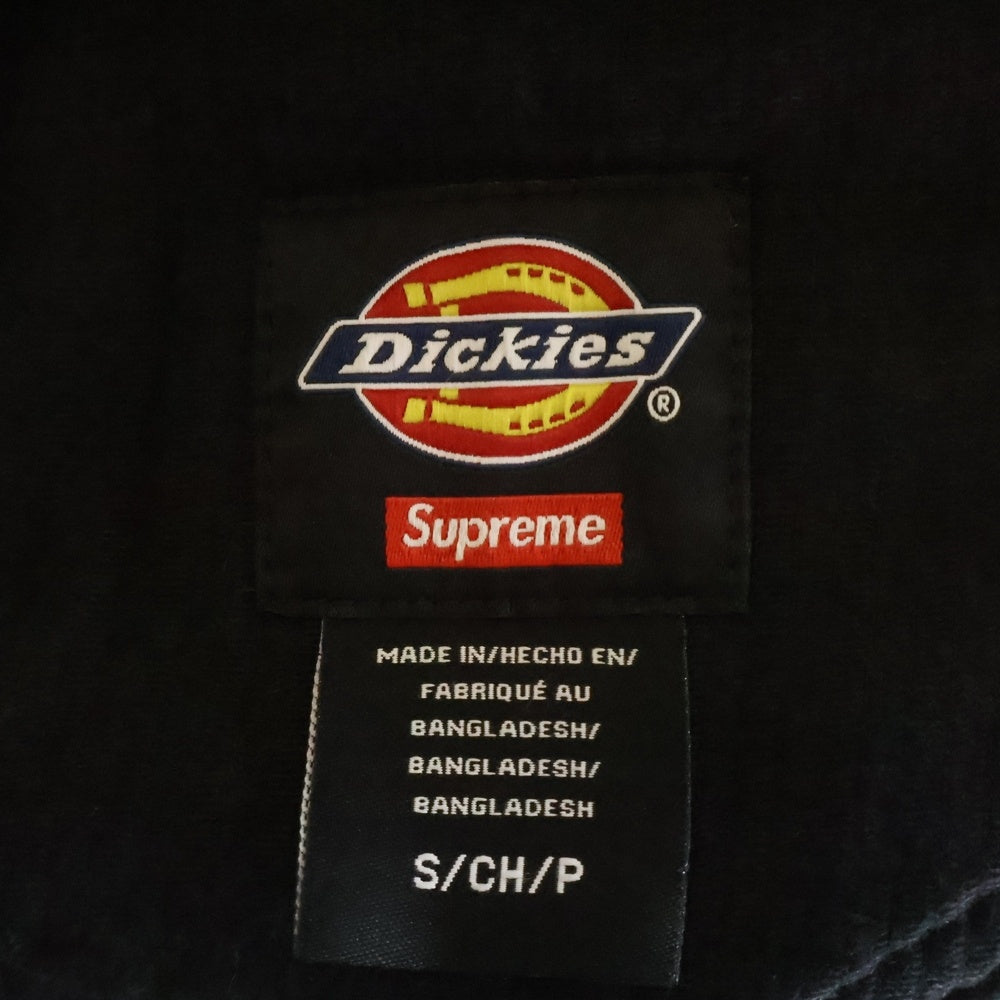 Dickies
®
Supreme
MADE IN/HECHO EN/
FABRIQUÉ AU
BANGLADESH/
BANGLADESH/
BANGLADESH
S/CH/P